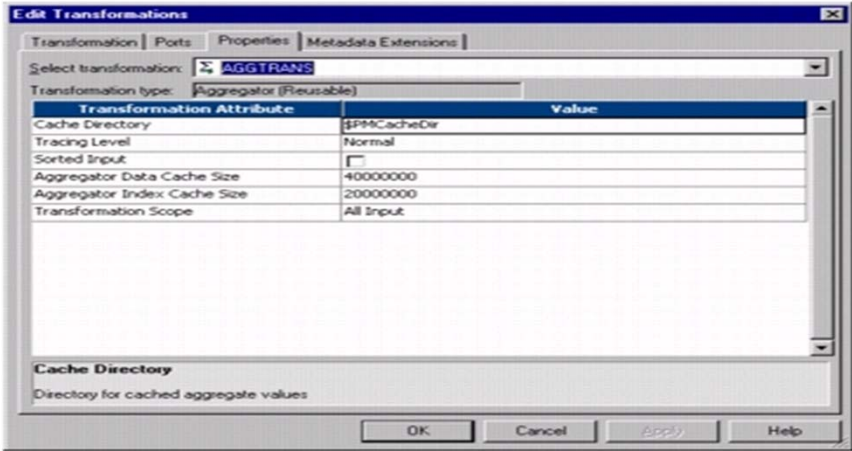 Edit Transformations
Transformation Ports Properties Metadata Extensions
Select transformation: AGGTRANS
Transformation type: Aggregator (Reusable)
Transformation Attribute Value
Cache Directory $PMCacheDir
Tracing Level Normal
Sorted Input
Aggregator Data Cache Size 40000000
Aggregator Index Cache Size 20000000
Transformation Scope All Input
Cache Directory
Directory for cached aggregate values
OK Cancel Apply Help